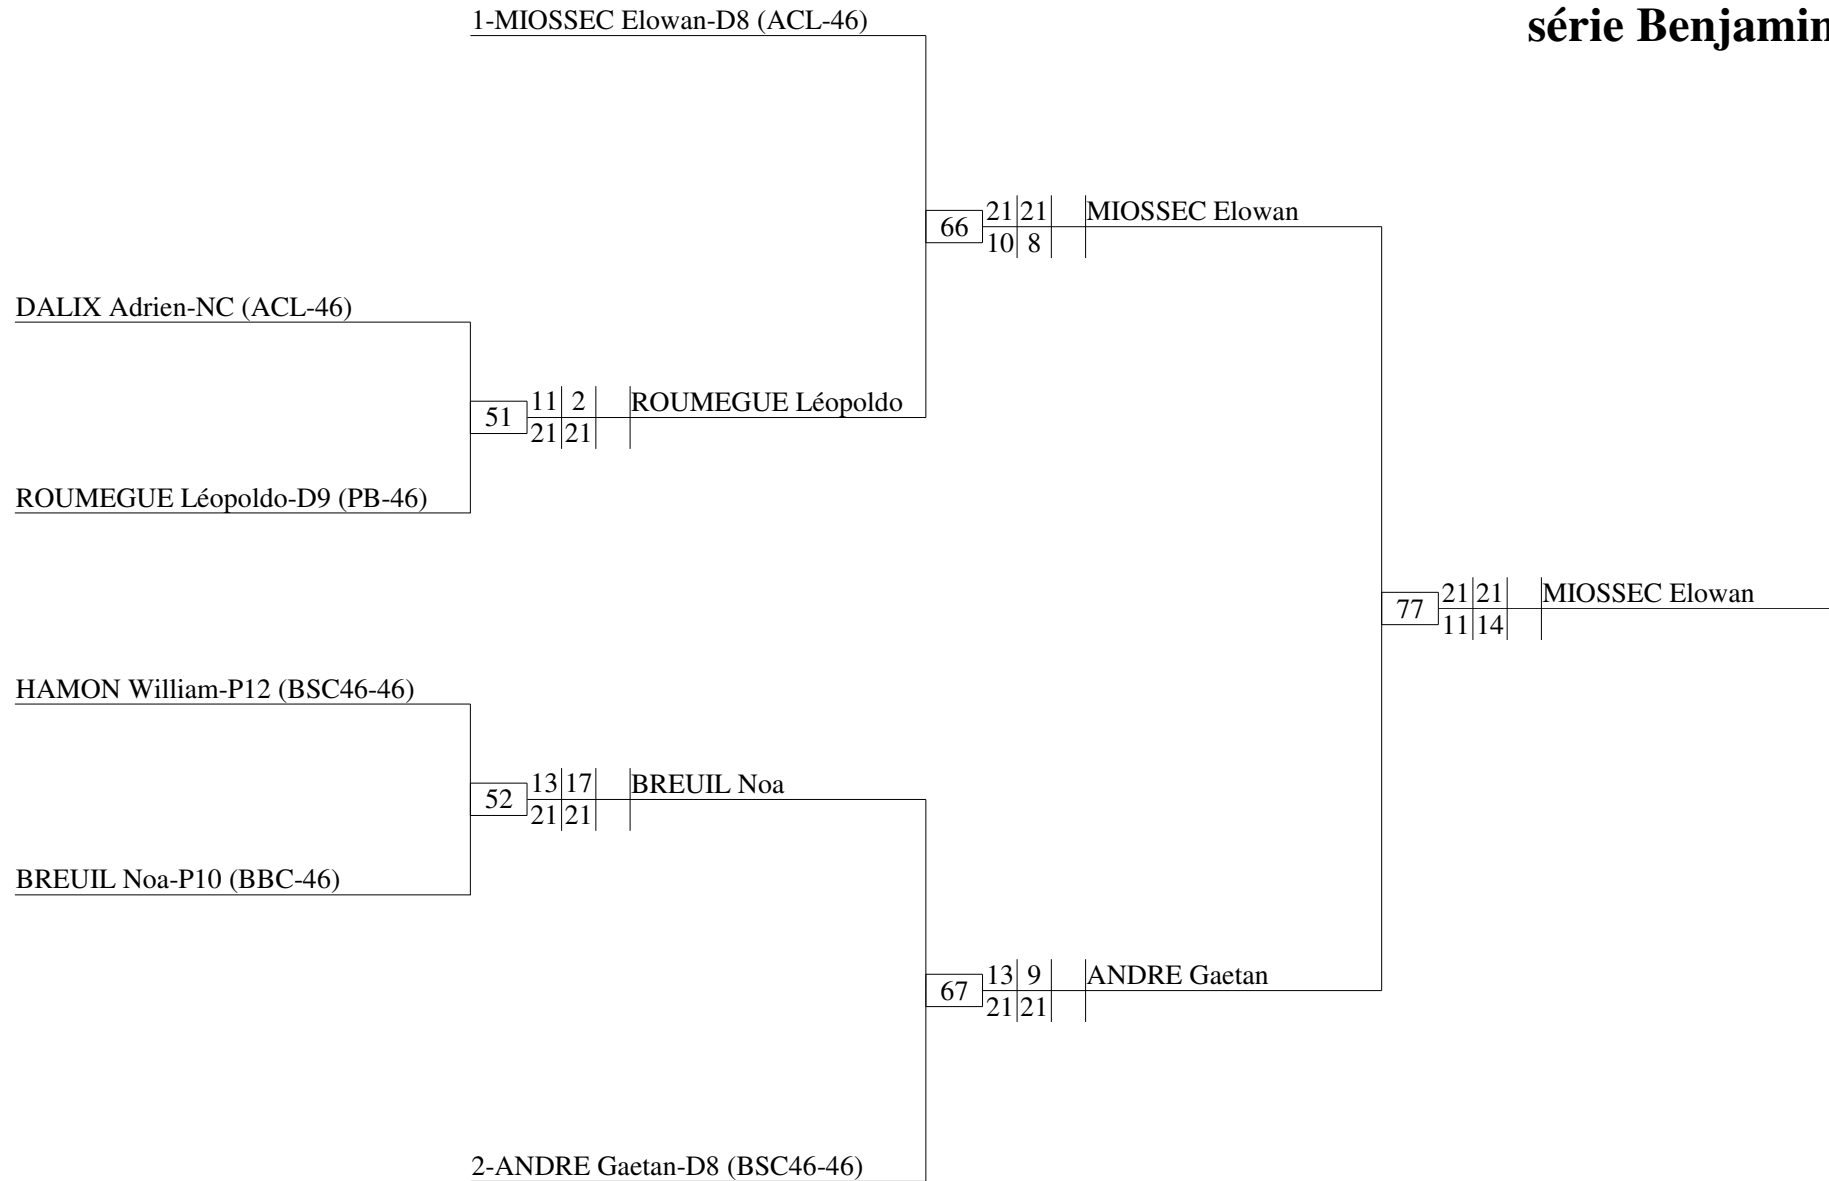 1-MIOSSEC Elowan-D8 (ACL-46)
série Benjamin
66
21 21
10 8
MIOSSEC Elowan
DALIX Adrien-NC (ACL-46)
51
11 2
21 21
ROUMEGUE Léopoldo
ROUMEGUE Léopoldo-D9 (PB-46)
77
21 21
11 14
MIOSSEC Elowan
HAMON William-P12 (BSC46-46)
52
13 17
21 21
BREUIL Noa
BREUIL Noa-P10 (BBC-46)
67
13 9
21 21
ANDRE Gaetan
2-ANDRE Gaetan-D8 (BSC46-46)